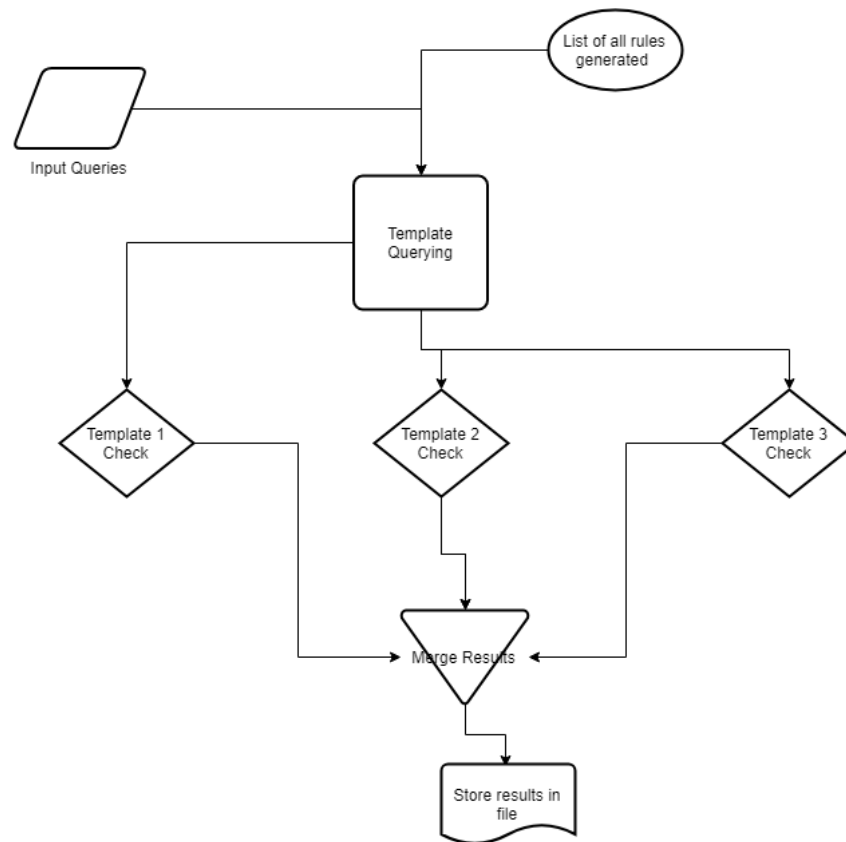 List of all rules
generated
Input Queries
Template
Querying
Template 1
Check
Template 2
Check
Template 3
Check
Merge Results
Store results in
file